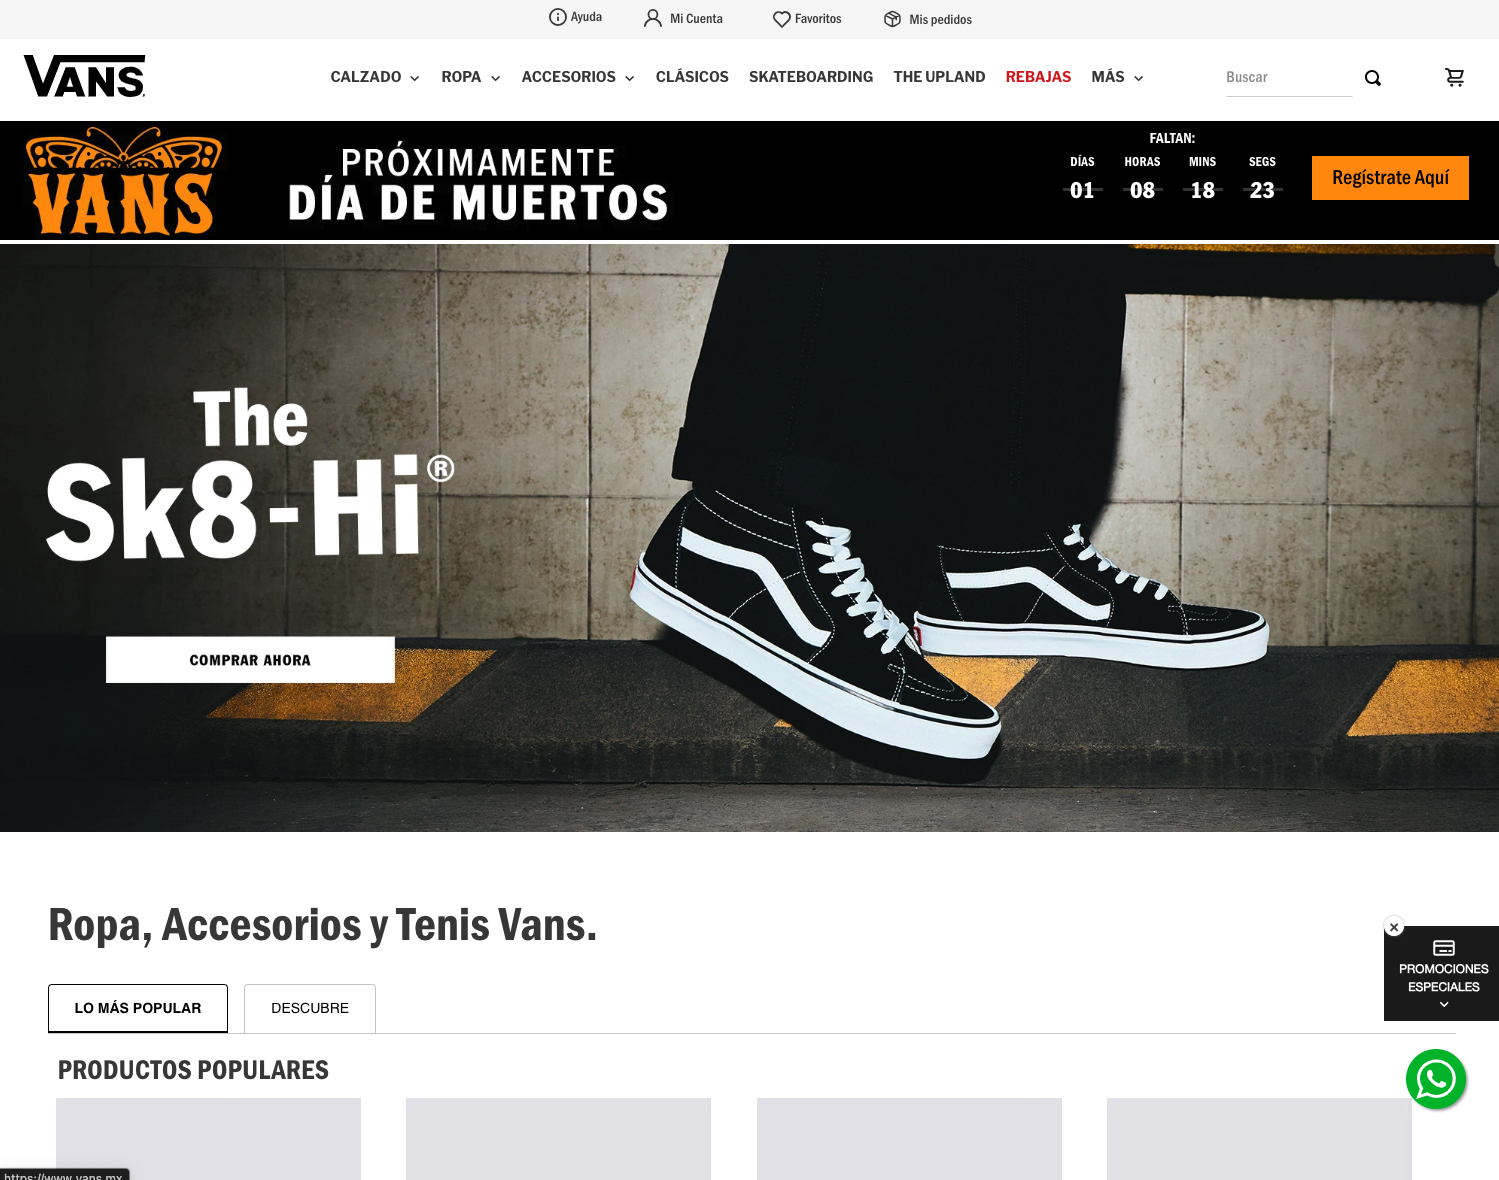 Ayuda
Mi Cuenta
Favoritos
Mis pedidos
VANS
CALZADO
ROPA
ACCESORIOS
CLÁSICOS
SKATEBOARDING
THE UPLAND
REBAJAS
MÁS
Buscar
VANS
PRÓXIMAMENTE
DÍA DE MUERTOS
FALTAN:
DÍAS HORAS MINS SEGS
01 08 18 23
Regístrate Aquí
The
Sk8-Hi®
COMPRAR AHORA
Ropa, Accesorios y Tenis Vans.
PROMOCIONES
ESPECIALES
LO MÁS POPULAR
DESCUBRE
PRODUCTOS POPULARES
https://www.vans.mx